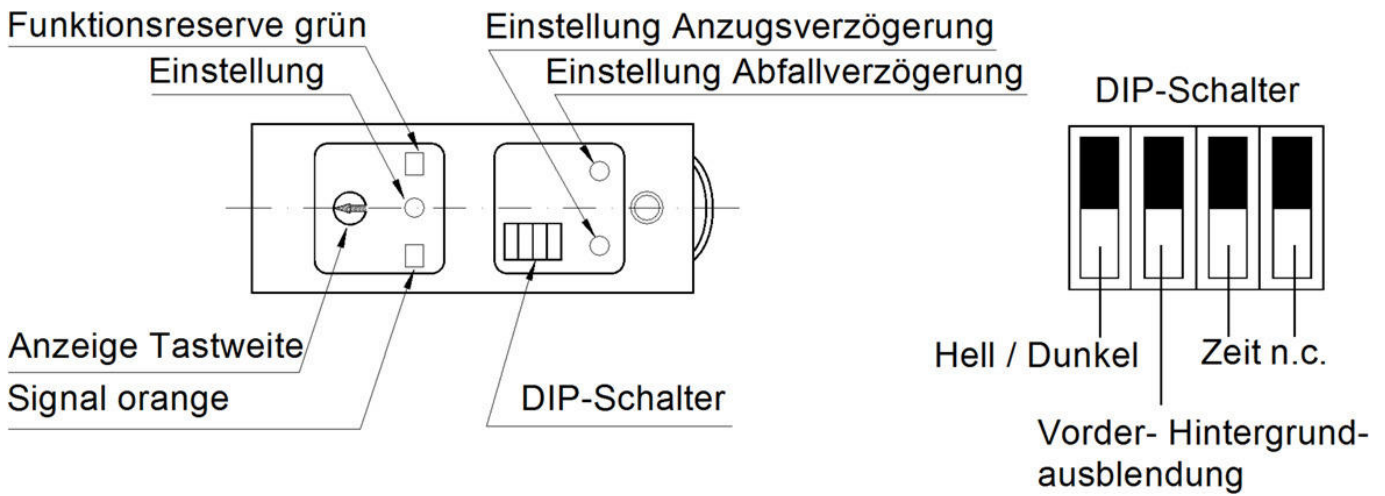 Funktionsreserve grün
Einstellung
Einstellung Anzugsverzögerung
Einstellung Abfallverzögerung
Anzeige Tastweite
Signal orange
DIP-Schalter
DIP-Schalter
Hell / Dunkel
Zeit n.c.
Vorder- Hintergrund-
ausblendung